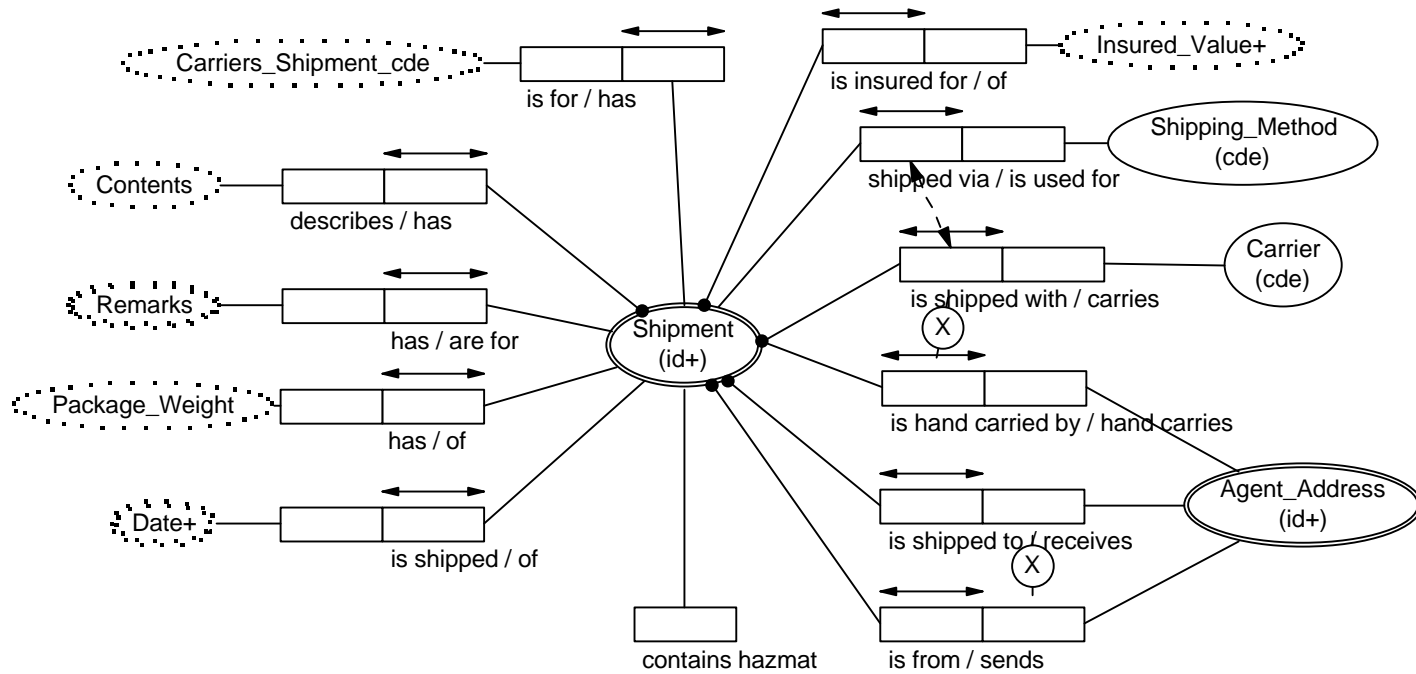 Carriers_Shipment_cde
is for / has
Insured_Value+
is insured for / of
Shipping_Method
(cde)
shipped via / is used for
Contents
describes / has
Carrier
(cde)
is shipped with / carries
Remarks
has / are for
Shipment
(id+)
X
Package_Weight
has / of
is hand carried by / hand carries
Agent_Address
(id+)
Date+
is shipped / of
is shipped to / receives
X
contains hazmat
is from / sends